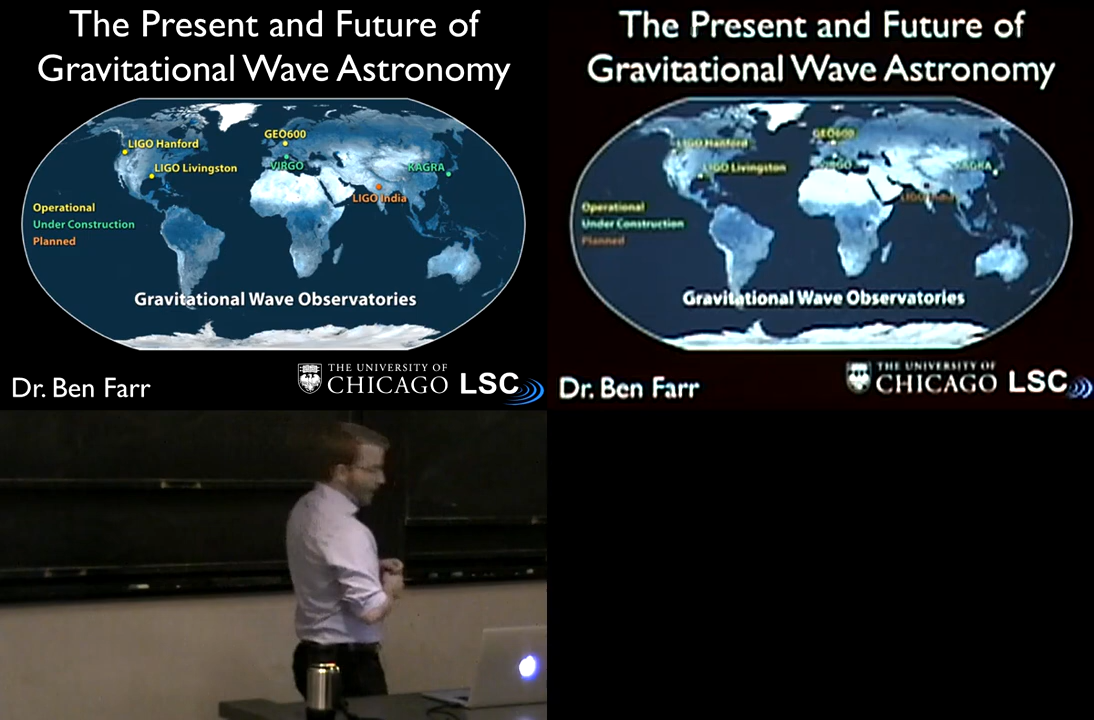 The Present and Future of
Gravitational Wave Astronomy
GEO600
LIGO Hanford
VIRGO
LIGO Livingston
KAGRA
LIGO India
Operational
Under Construction
Planned
Gravitational Wave Observatories
Dr. Ben Farr
THE UNIVERSITY OF
CHICAGO
LSC
The Present and Future of
Gravitational Wave Astronomy
GEO600
LIGO Hanford
VIRGO
LIGO Livingston
KAGRA
LIGO India
Operational
Under Construction
Planned
Gravitational Wave Observatories
Dr. Ben Farr
THE UNIVERSITY OF
CHICAGO
LSC